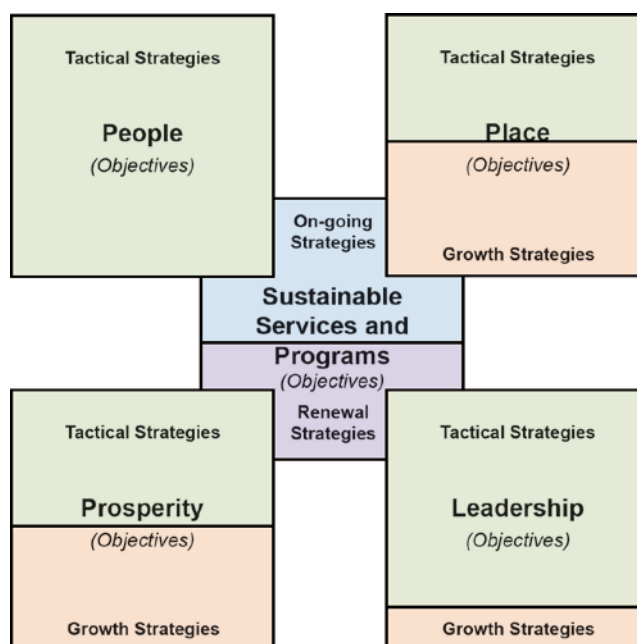 Tactical Strategies
People
(Objectives)
Tactical Strategies
Place
(Objectives)
Growth Strategies
On-going
Strategies
Sustainable
Services and
Programs
(Objectives)
Renewal
Strategies
Tactical Strategies
Prosperity
(Objectives)
Growth Strategies
Tactical Strategies
Leadership
(Objectives)
Growth Strategies